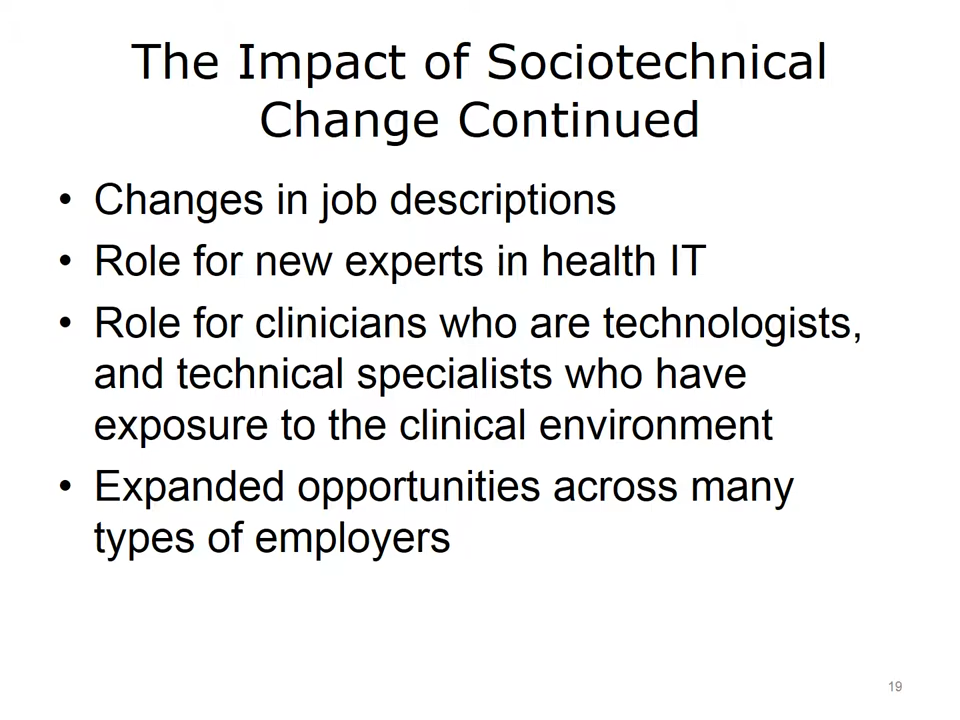 The Impact of Sociotechnical
Change Continued
• Changes in job descriptions
• Role for new experts in health IT
• Role for clinicians who are technologists,
and technical specialists who have
exposure to the clinical environment
• Expanded opportunities across many
types of employers
19